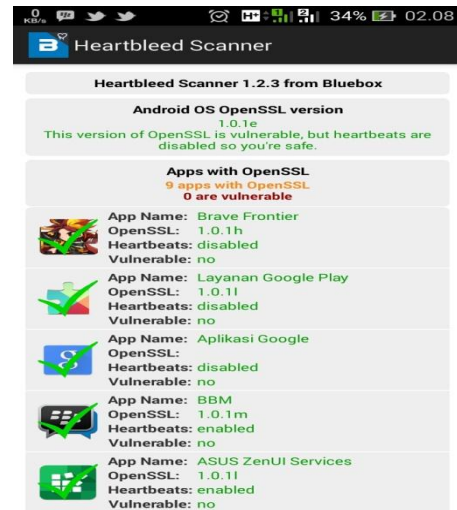 0 KB/s 34% 02.08
Heartbleed Scanner
Heartbleed Scanner 1.2.3 from Bluebox
Android OS OpenSSL version
1.0.1e
This version of OpenSSL is vulnerable, but heartbeats are
disabled so you're safe.
Apps with OpenSSL
9 apps with OpenSSL
0 are vulnerable
App Name: Brave Frontier
OpenSSL: 1.0.1h
Heartbeats: disabled
Vulnerable: no
App Name: Layanan Google Play
OpenSSL: 1.0.1l
Heartbeats: disabled
Vulnerable: no
App Name: Aplikasi Google
OpenSSL:
Heartbeats: disabled
Vulnerable: no
App Name: BBM
OpenSSL: 1.0.1m
Heartbeats: enabled
Vulnerable: no
App Name: ASUS ZenUI Services
OpenSSL: 1.0.1l
Heartbeats: enabled
Vulnerable: no